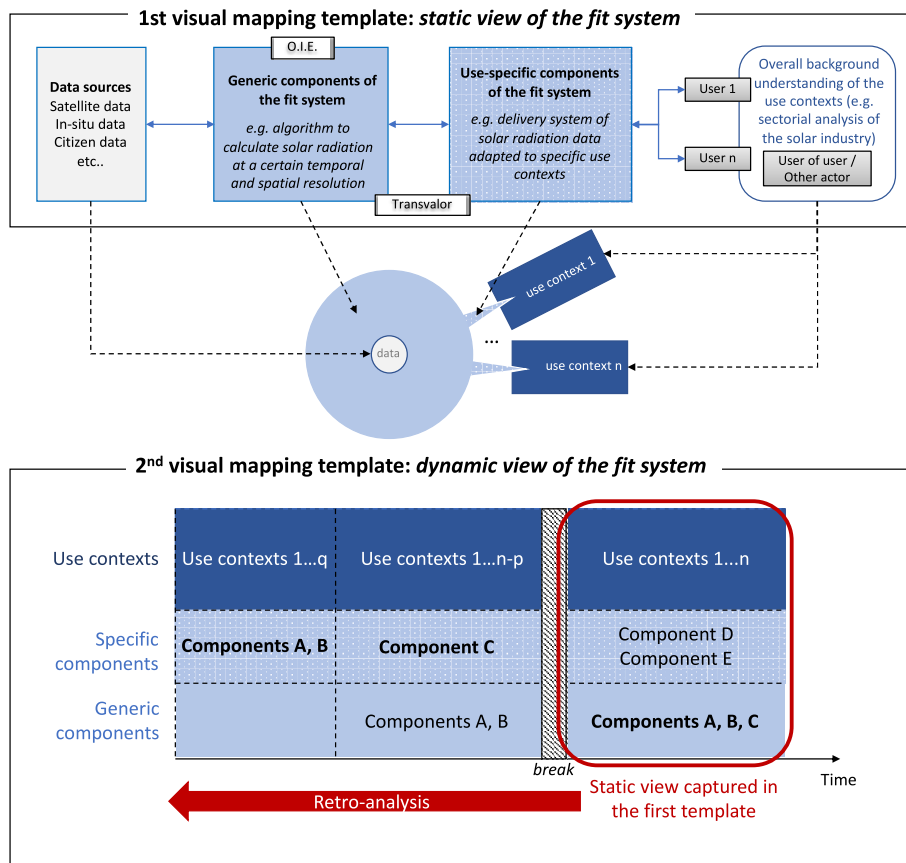 1st visual mapping template: static view of the fit system
O.I.E.
Data sources
Satellite data
In-situ data
Citizen data
etc..
Generic components of
the fit system
e.g. algorithm to
calculate solar radiation
at a certain temporal
and spatial resolution
Use-specific components
of the fit system
e.g. delivery system of
solar radiation data
adapted to specific use
contexts
Transvalor
User 1
User n
Overall background
understanding of the
use contexts (e.g.
sectorial analysis of
the solar industry)
User of user /
Other actor
use context 1
data
...
use context n
2nd visual mapping template: dynamic view of the fit system
Use contexts
Use contexts 1...q
Use contexts 1...n-p
Use contexts 1...n
Specific
components
Components A, B
Component C
Component D
Component E
Generic
components
Components A, B
Components A, B, C
break
Time
Retro-analysis
Static view captured in
the first template